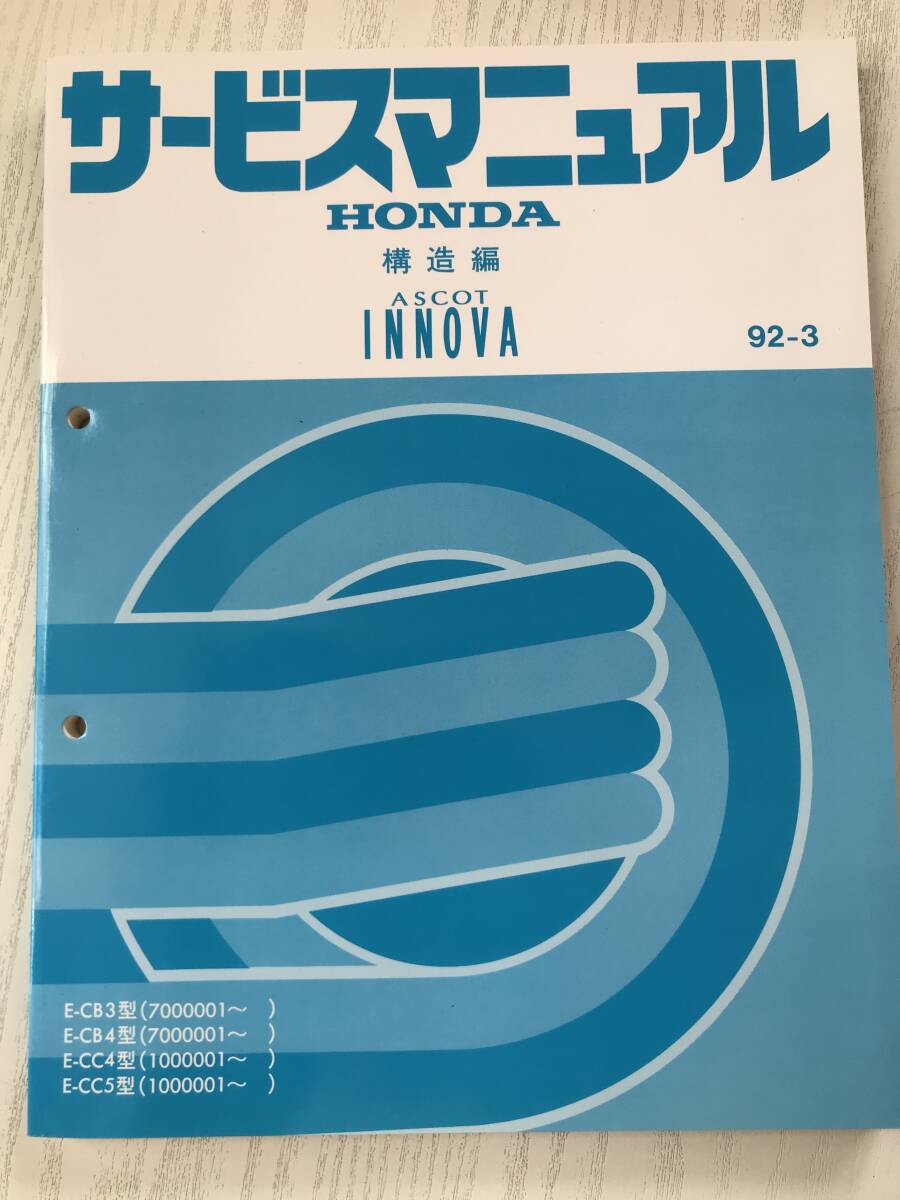 サービスマニュアル
HONDA
構造編
ASCOT
INNOVA
92-3
E-CB3型(7000001～ )
E-CB4型(7000001～ )
E-CC4型(1000001～ )
E-CC5型(1000001～ )